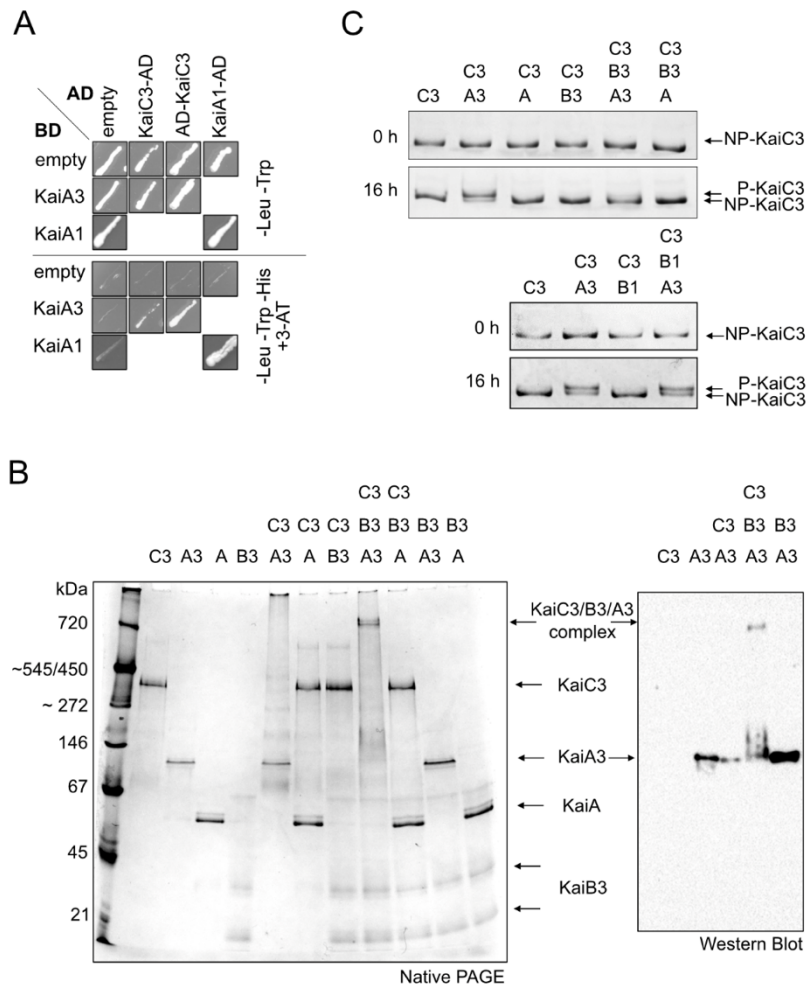 A
AD
BD
empty
KaiC3-AD
AD-KaiC3
KaiA1-AD
empty
KaiA3
KaiA1
-Leu -Trp
empty
KaiA3
KaiA1
-Leu -Trp -His
+3-AT
C
C3 C3
C3 C3 C3 B3 B3
C3 A3 A B3 A3 A
0 h
NP-KaiC3
16 h
P-KaiC3
NP-KaiC3
C3
C3 C3 B1
C3 A3 B1 A3
0 h
NP-KaiC3
16 h
P-KaiC3
NP-KaiC3
B
C3 C3
C3 C3 C3 B3 B3 B3 B3
C3 A3 A B3 A3 A B3 A3 A A3 A
kDa
720
~545/450
~ 272
146
67
45
21
Native PAGE
KaiC3/B3/A3
complex
KaiC3
KaiA3
KaiA
KaiB3
C3
C3 B3 B3
C3 A3 A3 A3 A3
Western Blot